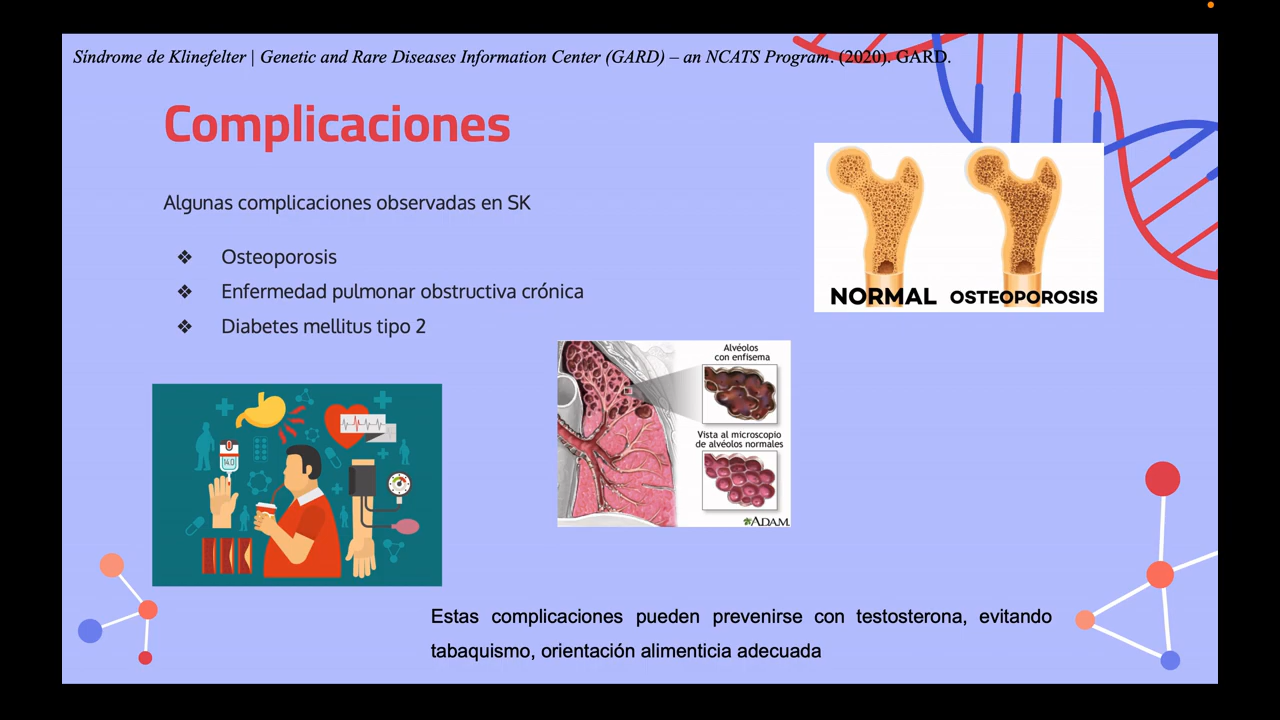 Síndrome de Klinefelter | Genetic and Rare Diseases Information Center (GARD) – an NCATS Program. (2020). GARD.
Complicaciones
Algunas complicaciones observadas en SK
❖ Osteoporosis
❖ Enfermedad pulmonar obstructiva crónica
❖ Diabetes mellitus tipo 2
NORMAL OSTEOPOROSIS
Alvéolos
con enfisema
Vista al microscopio
de alvéolos normales
ADAM
14.0
Estas complicaciones pueden prevenirse con testosterona, evitando
tabaquismo, orientación alimenticia adecuada